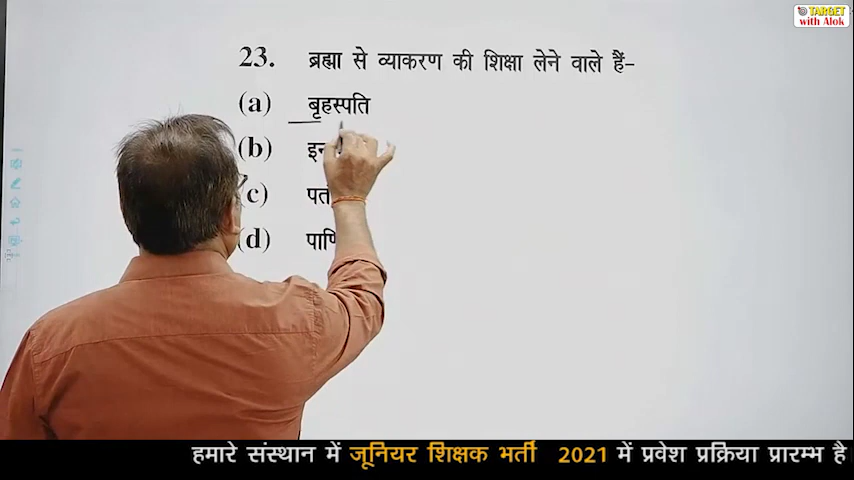 TARGET
with Alok
23. ब्रह्मा से व्याकरण की शिक्षा लेने वाले हैं-
(a) बृहस्पति
(b)
(c)
(d)
हमारे संस्थान में जूनियर शिक्षक भर्ती 2021 में प्रवेश प्रक्रिया प्रारम्भ है